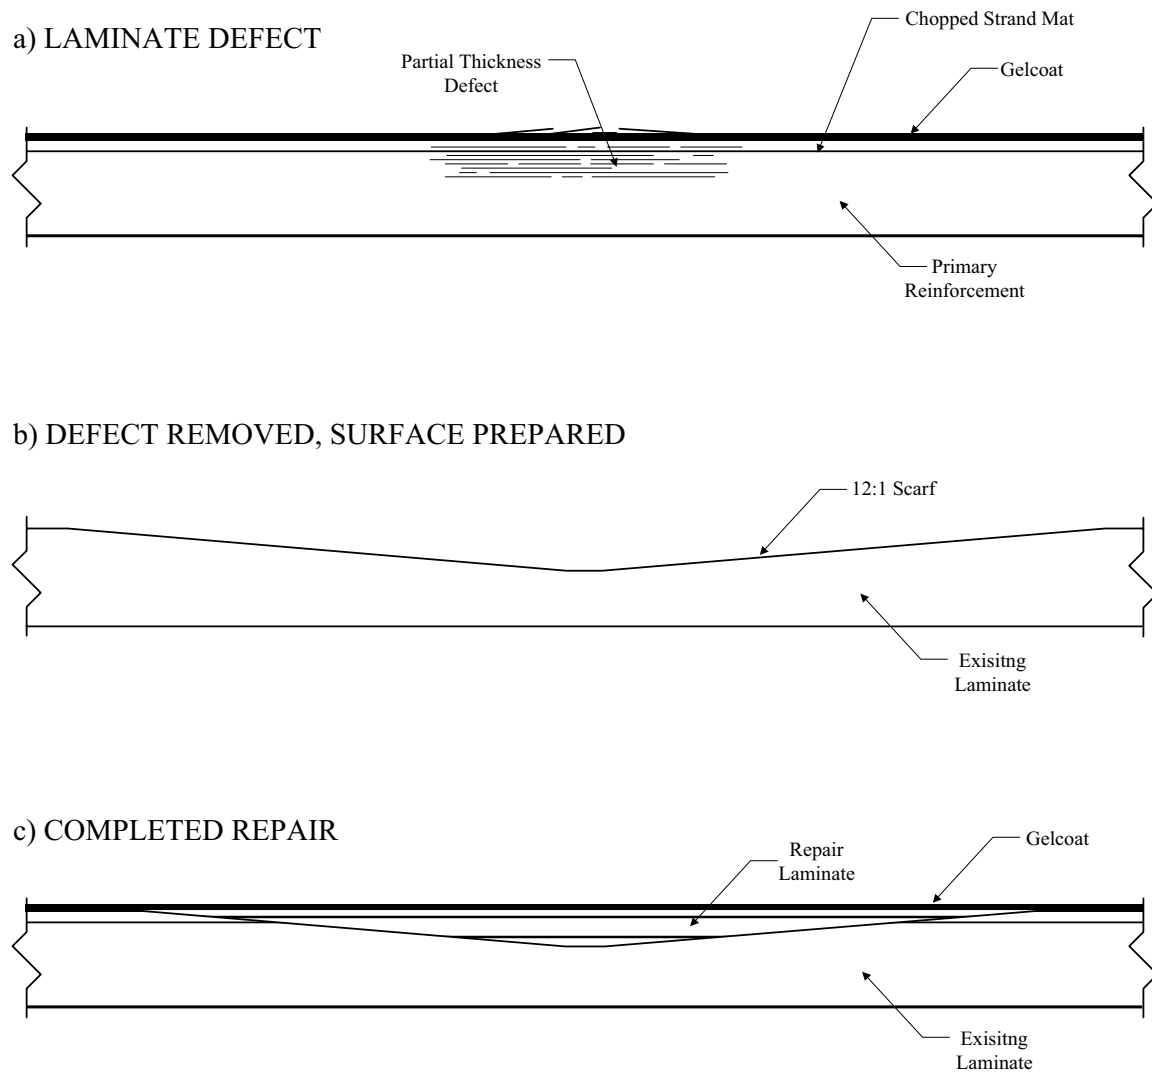 a) LAMINATE DEFECT
Chopped Strand Mat
Partial Thickness
Defect
Gelcoat
Primary
Reinforcement
b) DEFECT REMOVED, SURFACE PREPARED
12:1 Scarf
Exisitng
Laminate
c) COMPLETED REPAIR
Gelcoat
Repair
Laminate
Exisitng
Laminate